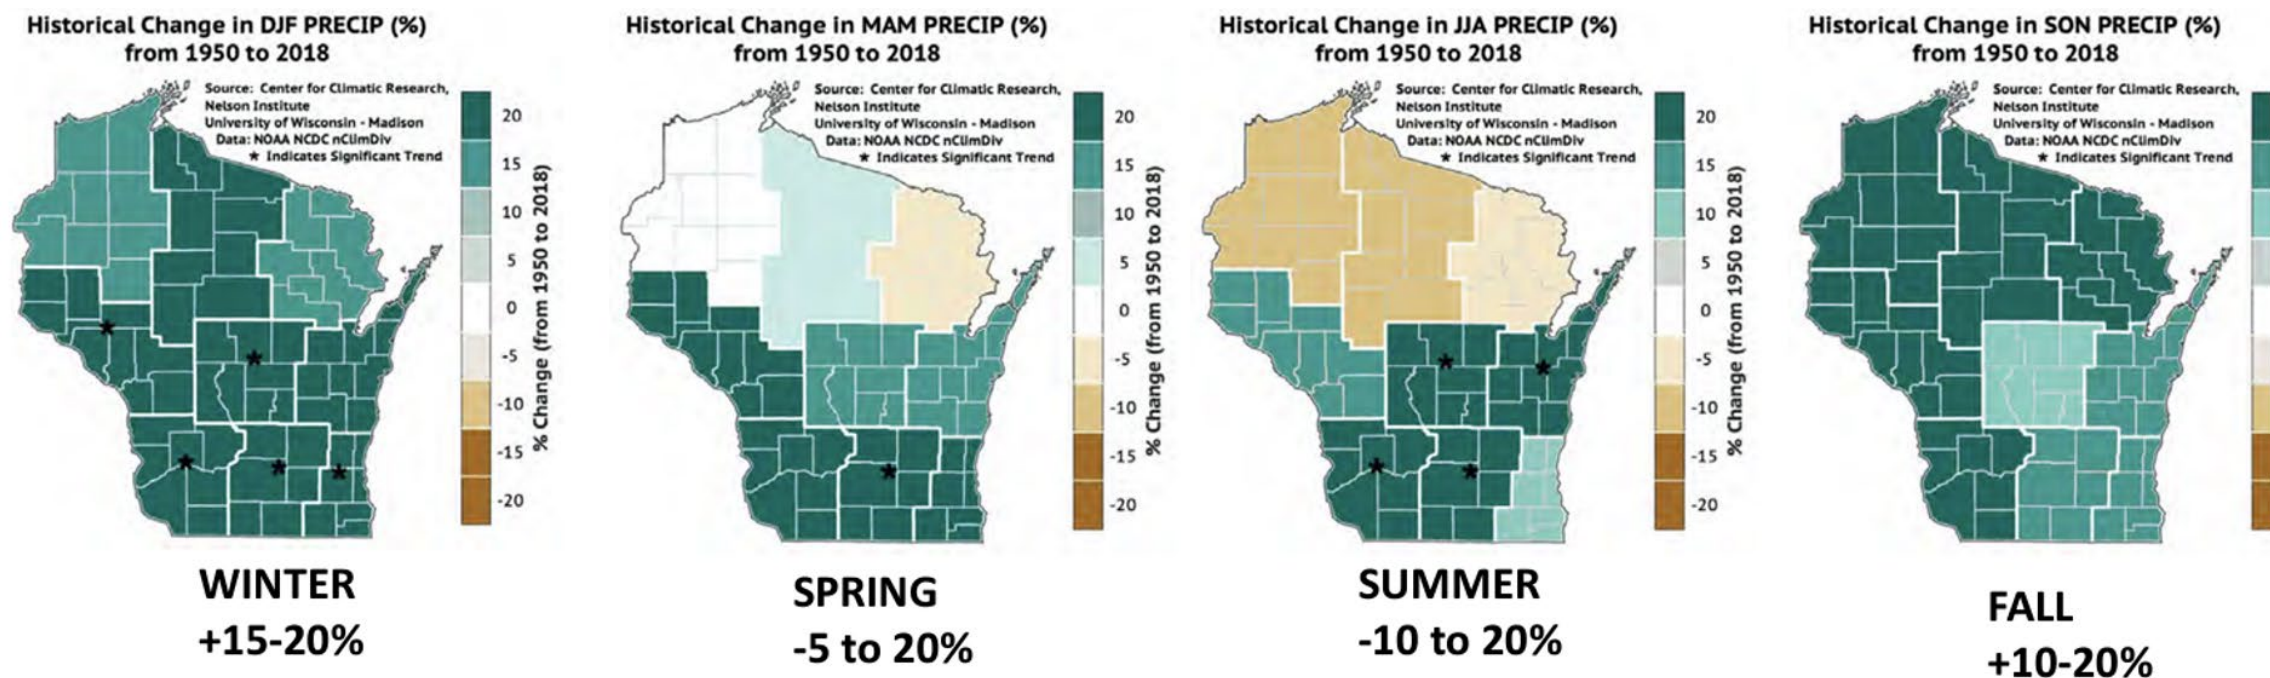 Historical Change in DJF PRECIP (%)
from 1950 to 2018
Source: Center for Climatic Research,
Nelson Institute
University of Wisconsin - Madison
Data: NOAA NCDC nClimDiv
★ Indicates Significant Trend
20
15
10
5
0
-5
-10
-15
-20
% Change (from 1950 to 2018)
WINTER
+15-20%
Historical Change in MAM PRECIP (%)
from 1950 to 2018
Source: Center for Climatic Research,
Nelson Institute
University of Wisconsin - Madison
Data: NOAA NCDC nClimDiv
★ Indicates Significant Trend
20
15
10
5
0
-5
-10
-15
-20
% Change (from 1950 to 2018)
SPRING
-5 to 20%
Historical Change in JJA PRECIP (%)
from 1950 to 2018
Source: Center for Climatic Research,
Nelson Institute
University of Wisconsin - Madison
Data: NOAA NCDC nClimDiv
★ Indicates Significant Trend
20
15
10
5
0
-5
-10
-15
-20
% Change (from 1950 to 2018)
SUMMER
-10 to 20%
Historical Change in SON PRECIP (%)
from 1950 to 2018
Source: Center for Climatic Research,
Nelson Institute
University of Wisconsin - Madison
Data: NOAA NCDC nClimDiv
★ Indicates Significant Trend
FALL
+10-20%